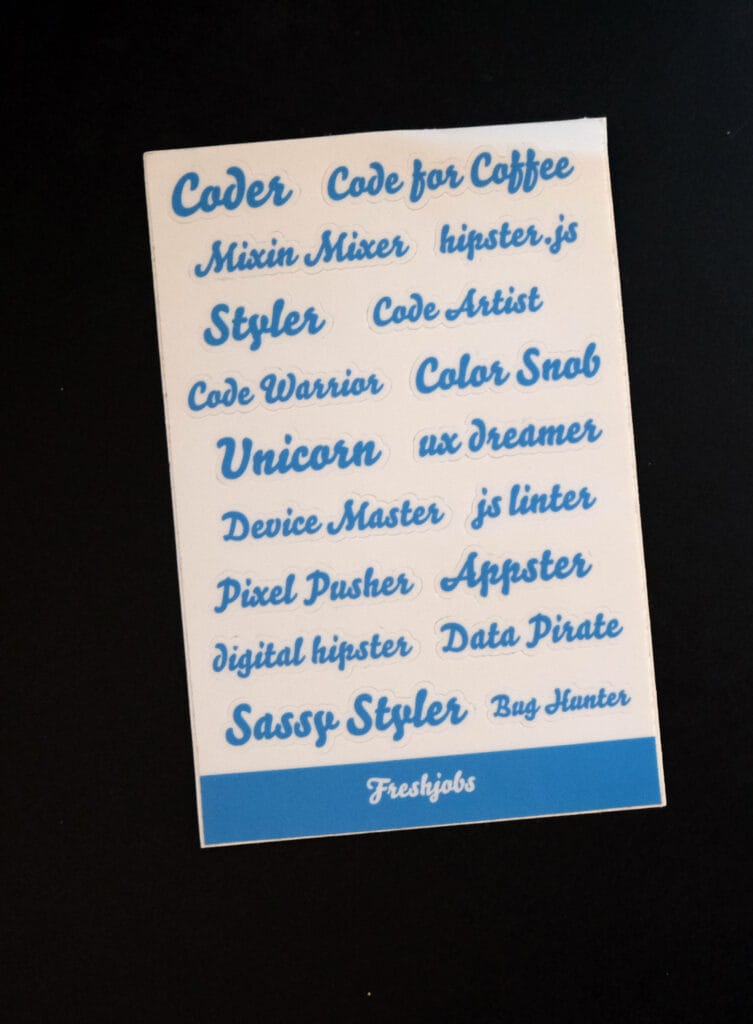 Coder Code for Coffee
Mixin Mixer hipster.js
Styler Code Artist
Code Warrior Color Snob
Unicorn ux dreamer
Device Master js linter
Pixel Pusher Appster
digital hipster Data Pirate
Sassy Styler Bug Hunter
Freshjobs